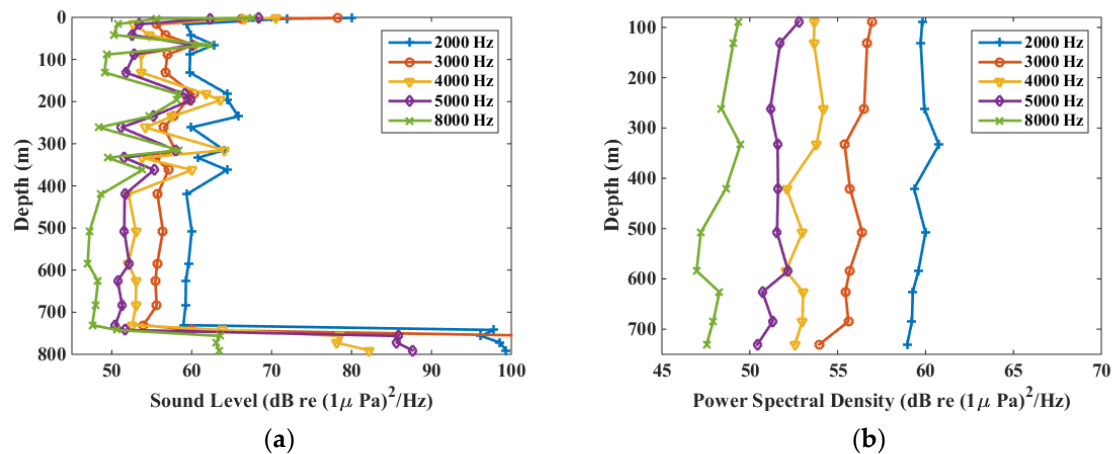 0
100
200
300
400
500
600
700
800
Depth (m)
45 50 60 70 80 90 100
Sound Level (dB re (1μ Pa)²/Hz)
2000 Hz
3000 Hz
4000 Hz
5000 Hz
8000 Hz
(a)
100
200
300
400
500
600
700
Depth (m)
45 50 55 60 65 70
Power Spectral Density (dB re (1μ Pa)²/Hz)
2000 Hz
3000 Hz
4000 Hz
5000 Hz
8000 Hz
(b)